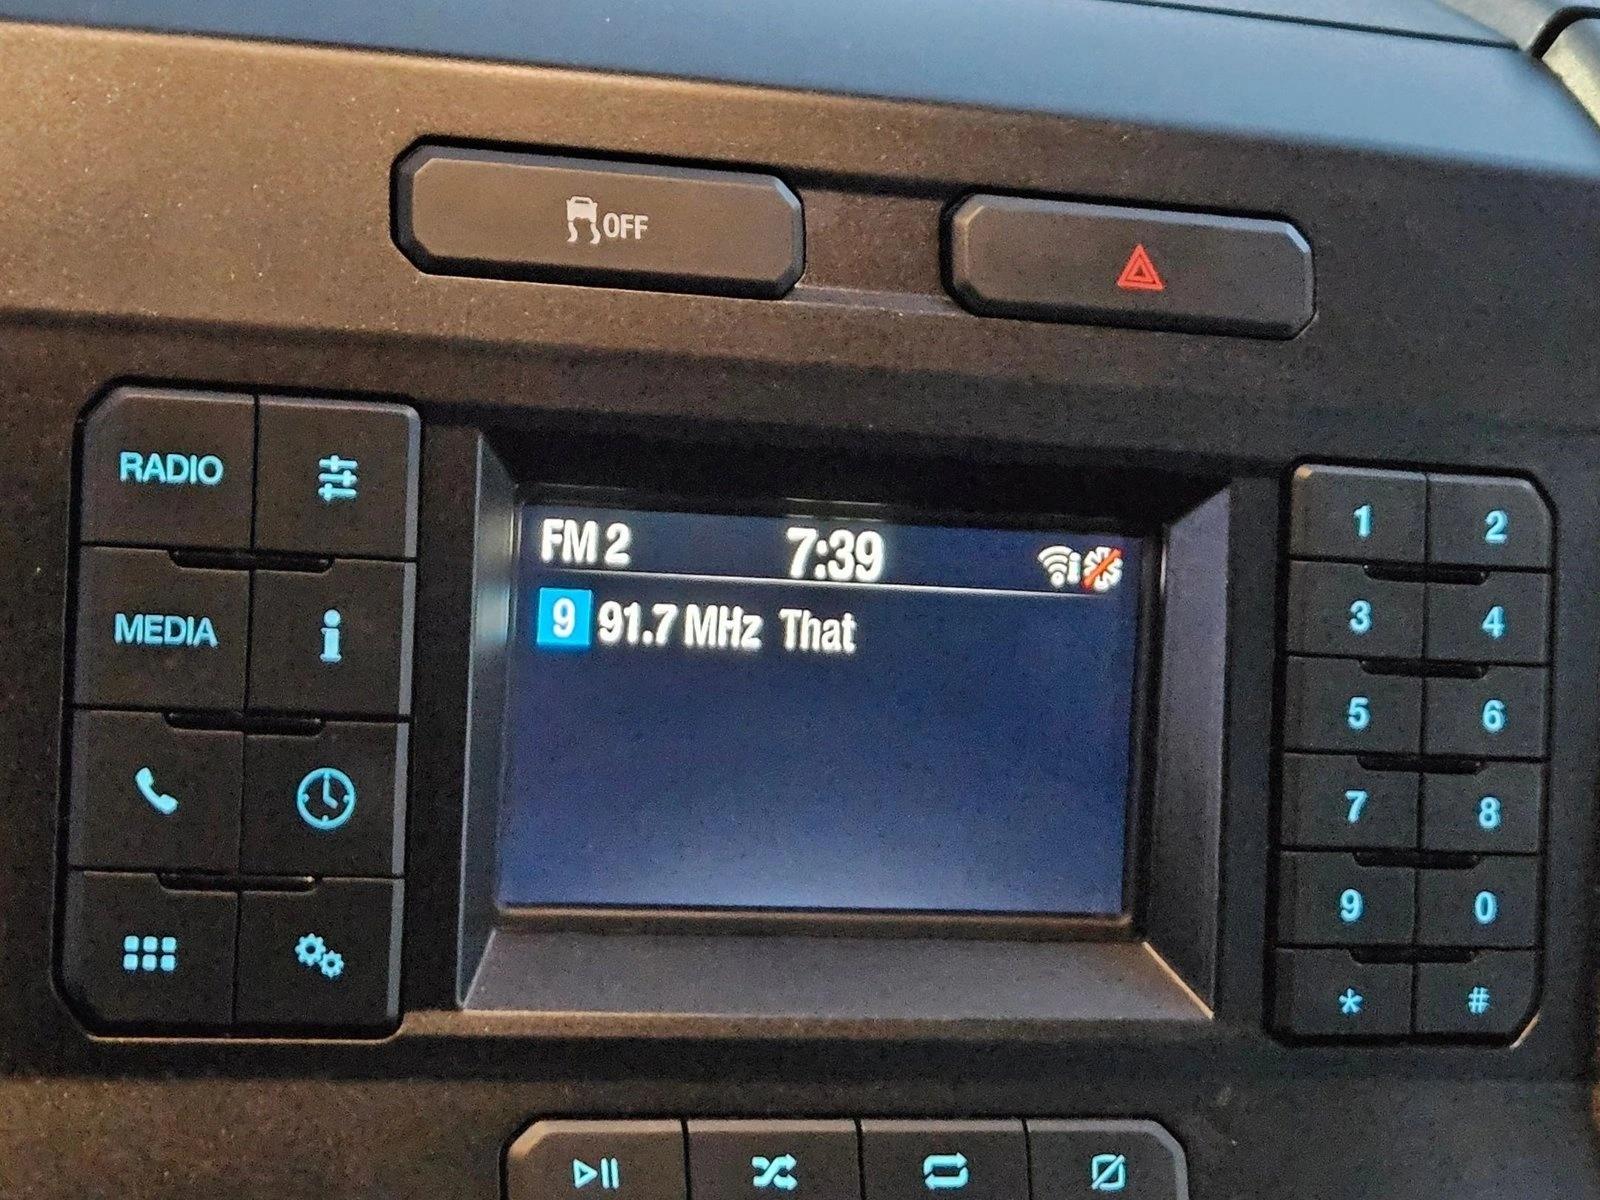 OFF
RADIO
MEDIA
FM 2 7:39
9 91.7 MHz That
1 2
3 4
5 6
7 8
9 0
* #